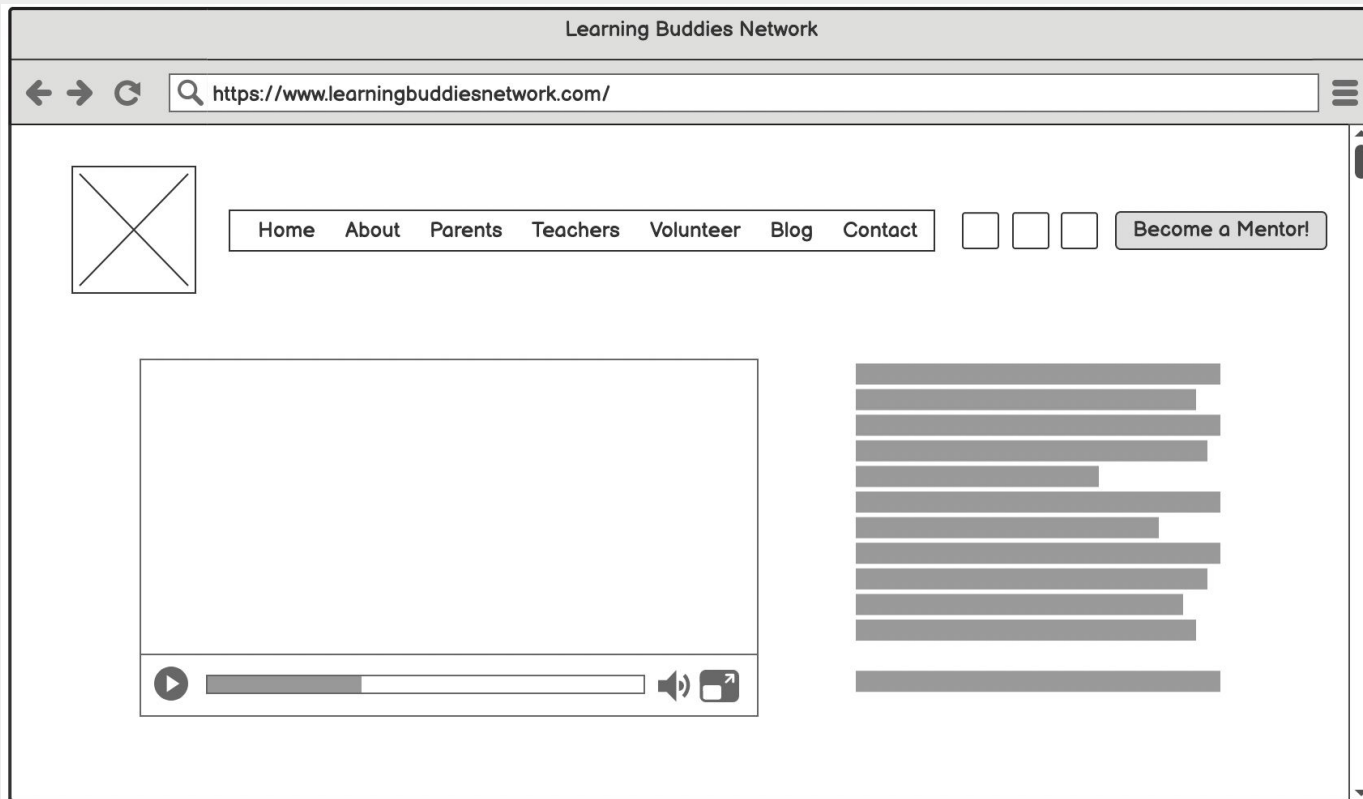 Learning Buddies Network
https://www.learningbuddiesnetwork.com/
Home About Parents Teachers Volunteer Blog Contact Become a Mentor!